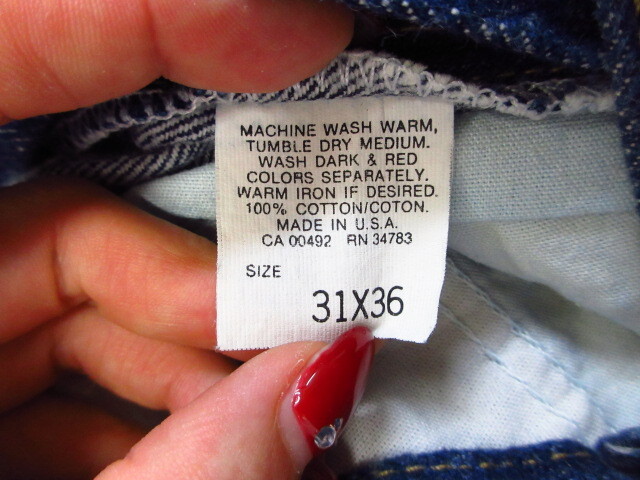 MACHINE WASH WARM,
TUMBLE DRY MEDIUM.
WASH DARK & RED
COLORS SEPARATELY.
WARM IRON IF DESIRED.
100% COTTON/COTON.
MADE IN U.S.A.
CA 00492 RN 34783
SIZE
31X36